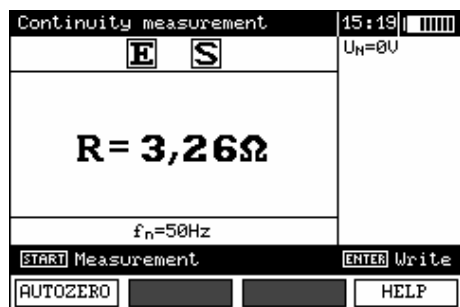 Continuity measurement 15:19
E S Uₙ=0V
R= 3,26Ω
fₙ=50Hz
START Measurement ENTER Write
AUTOZERO HELP